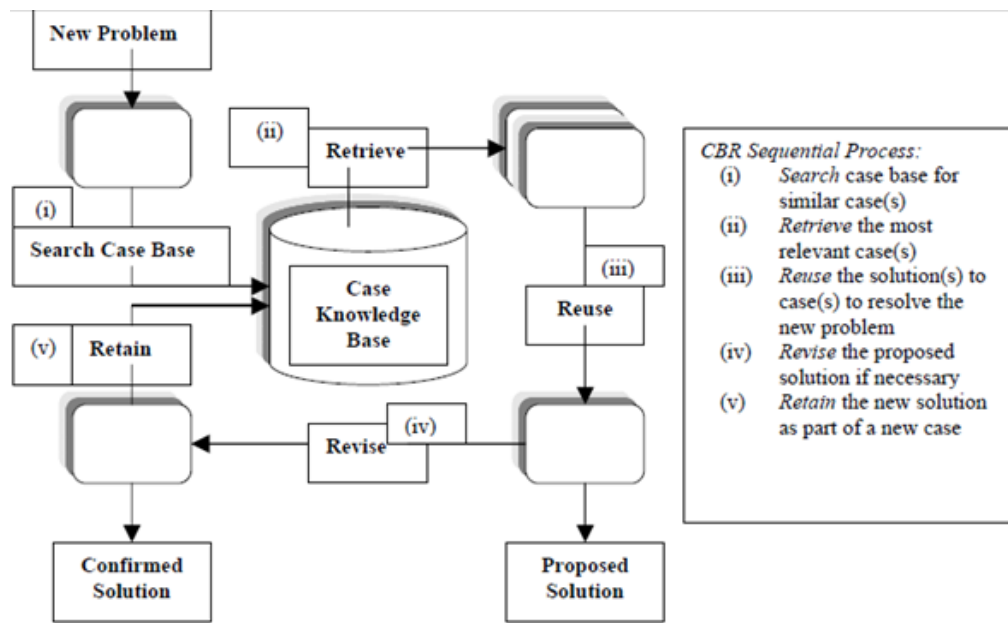 New Problem
(ii)
Retrieve
(i)
Search Case Base
Case
Knowledge
Base
(iii)
Reuse
(v)
Retain
(iv)
Revise
Confirmed
Solution
Proposed
Solution
CBR Sequential Process:
(i) Search case base for
similar case(s)
(ii) Retrieve the most
relevant case(s)
(iii) Reuse the solution(s) to
case(s) to resolve the
new problem
(iv) Revise the proposed
solution if necessary
(v) Retain the new solution
as part of a new case